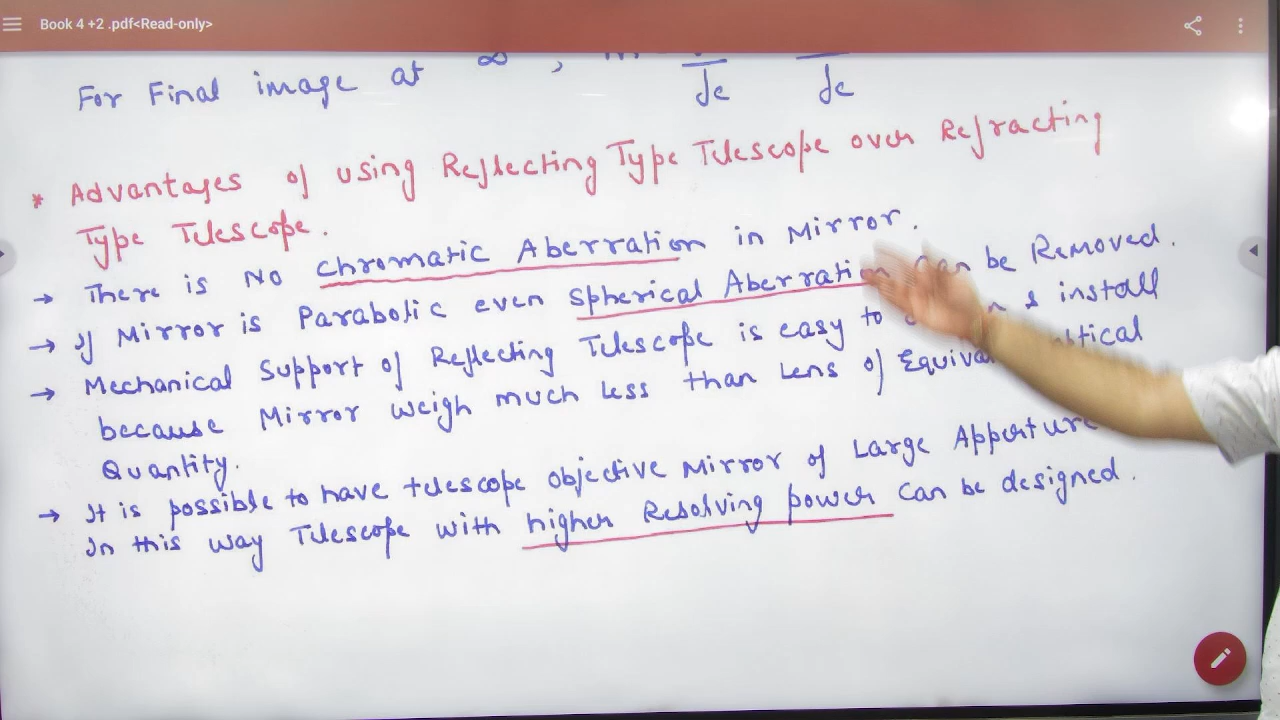 Book 4 +2 .pdf<Read-only>
For Final image at ∞ ,
* Advantages of using Reflecting Type Telescope over Refracting
Type Telescope.
→ There is No chromatic Aberration in Mirror.
→ If Mirror is Parabolic even Spherical Aberration can be Removed.
→ Mechanical Support of Reflecting Telescope is easy to & install
because Mirror weigh much less than Lens of Equivalent optical
Quantity.
→ It is possible to have telescope objective Mirror of Large Apperture
In this way Telescope with higher Resolving power can be designed.